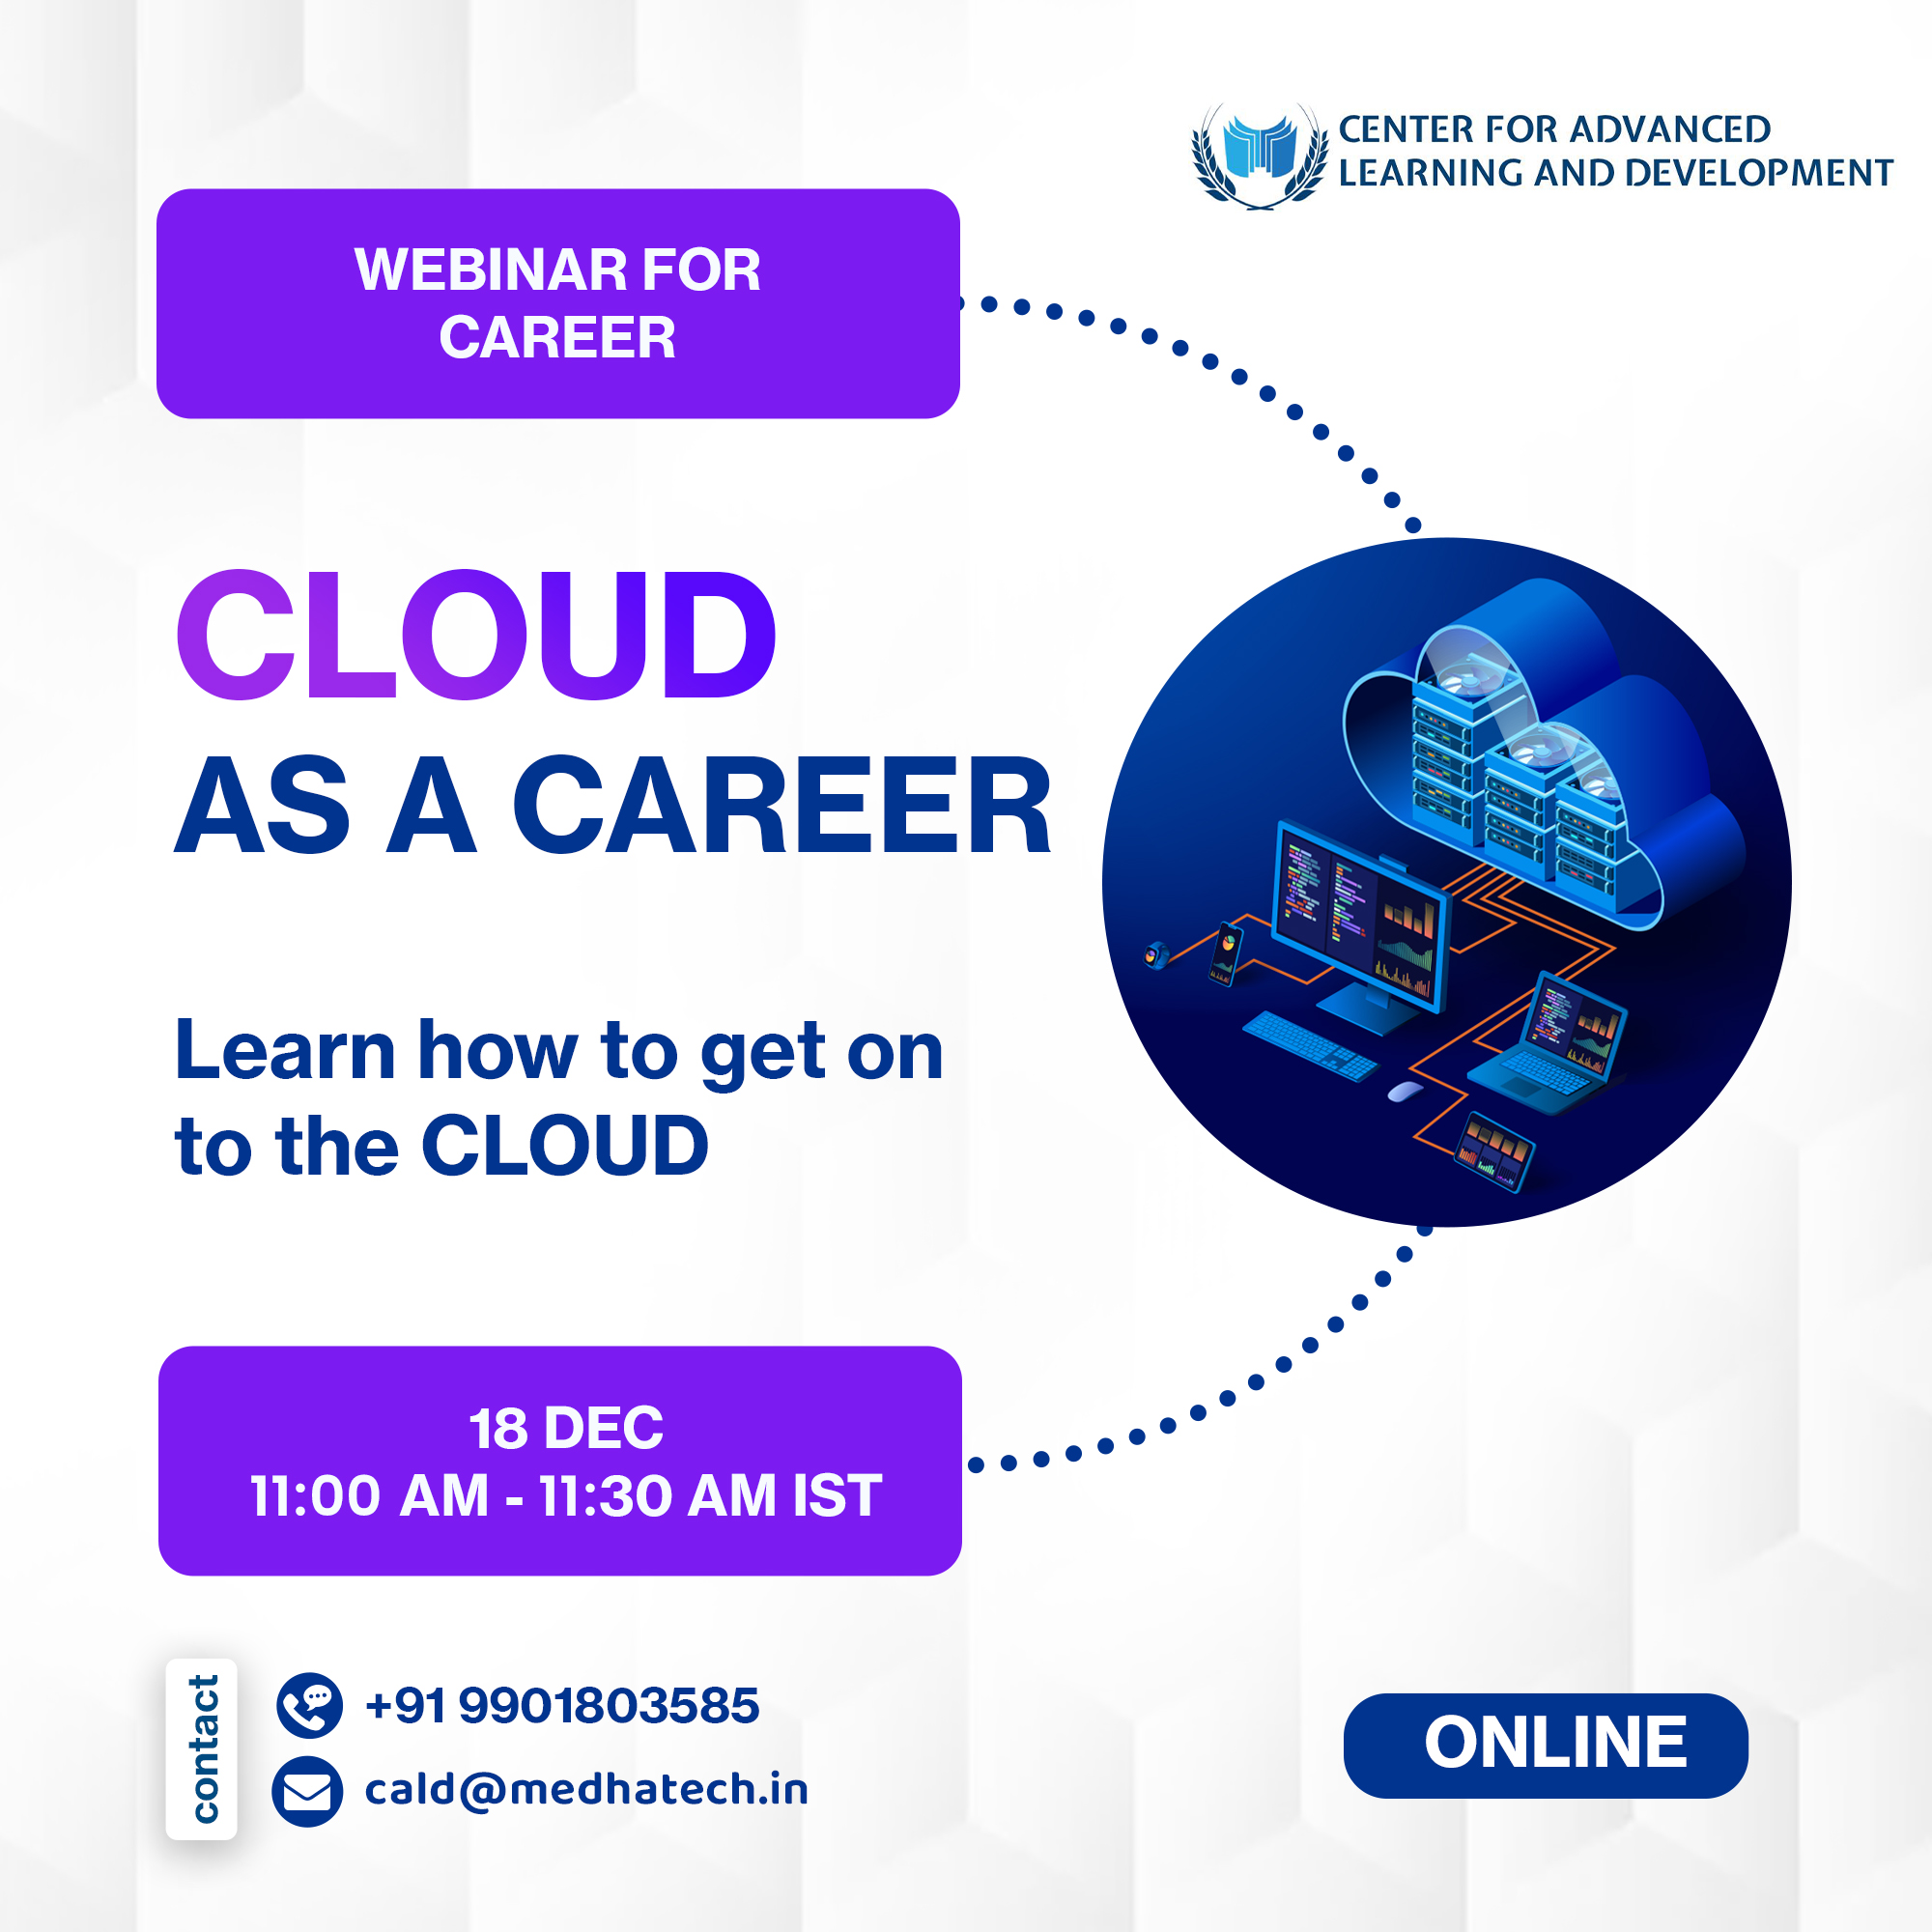 CENTER FOR ADVANCED
LEARNING AND DEVELOPMENT
WEBINAR FOR
CAREER
CLOUD
AS A CAREER
Learn how to get on
to the CLOUD
18 DEC
11:00 AM - 11:30 AM IST
contact
+91 9901803585
cald@medhatech.in
ONLINE